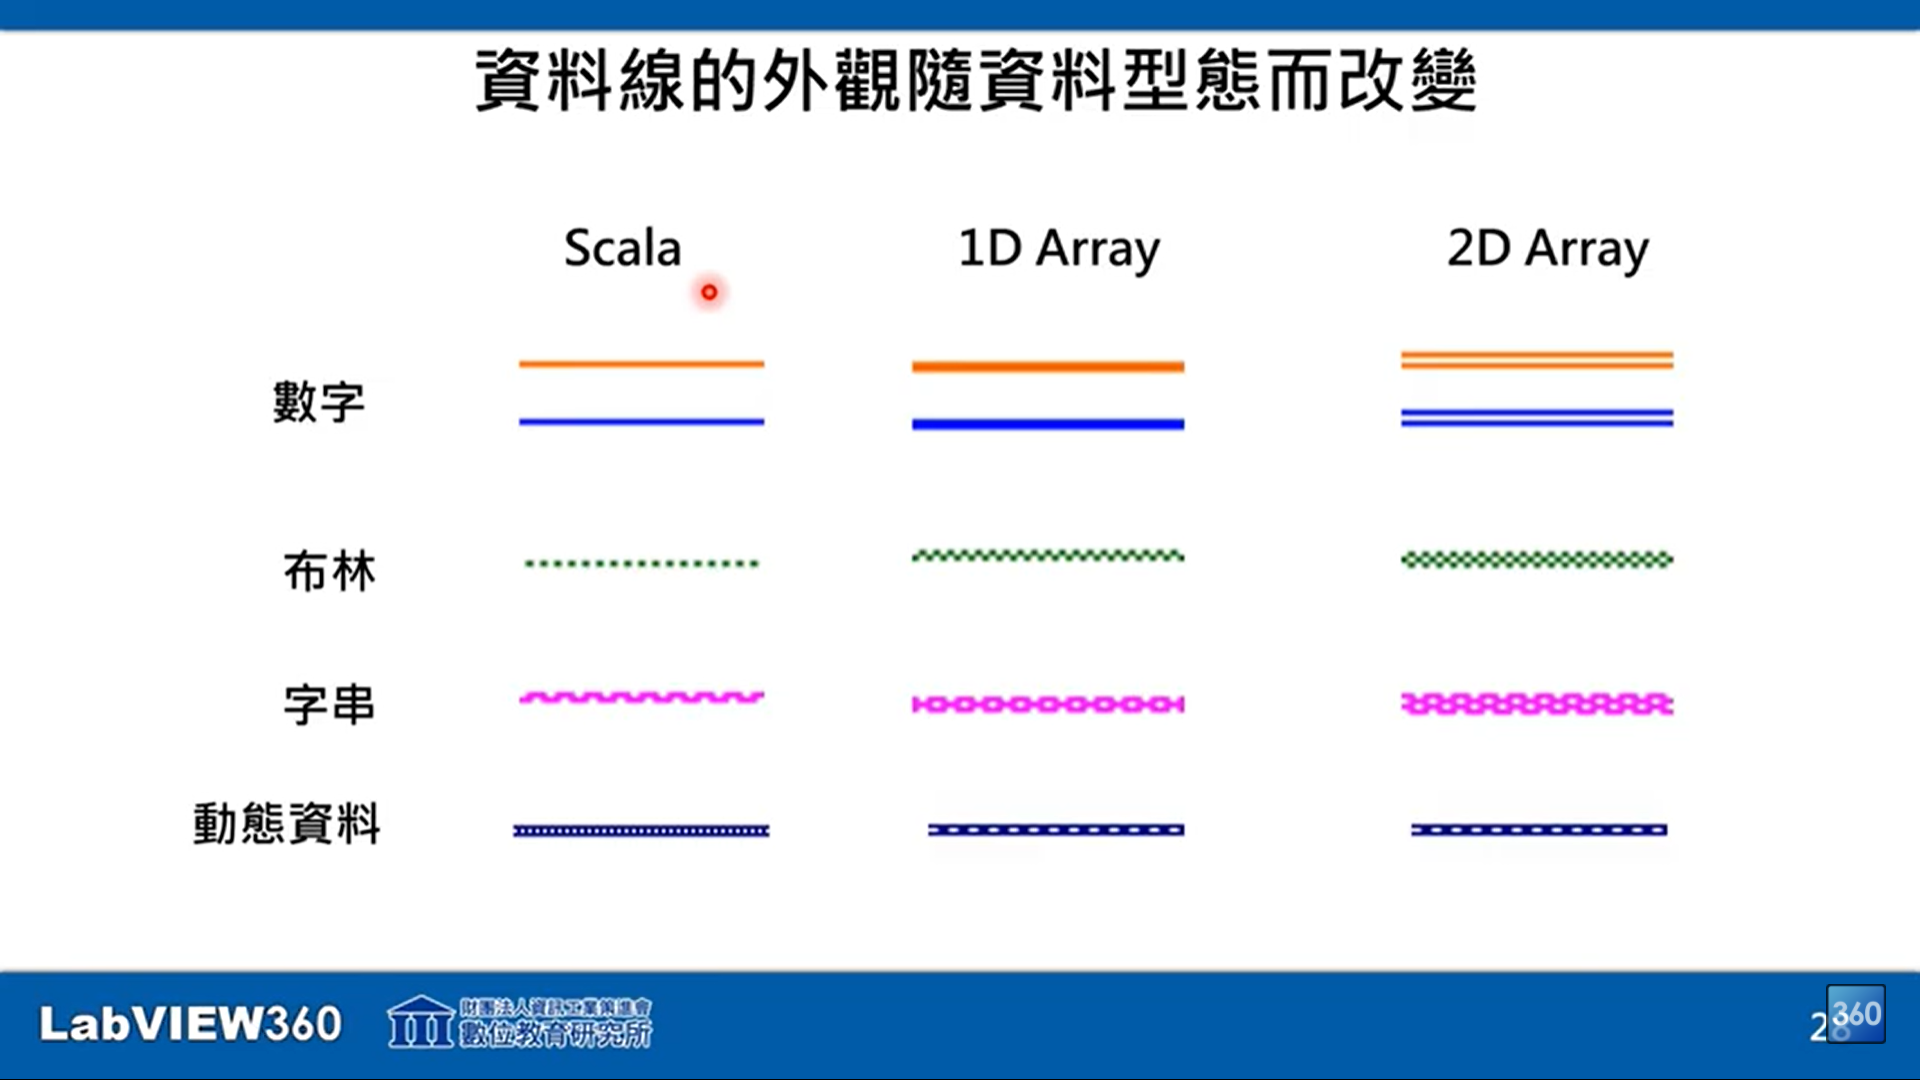 資料線的外觀隨資料型態而改變
Scala 1D Array 2D Array
數字
布林
字串
動態資料
LabVIEW360
財團法人資訊工業策進會
數位教育研究所
28
360